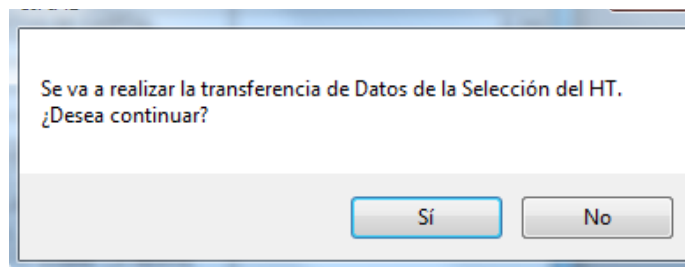 Se va a realizar la transferencia de Datos de la Selección del HT.
¿Desea continuar?
Sí
No